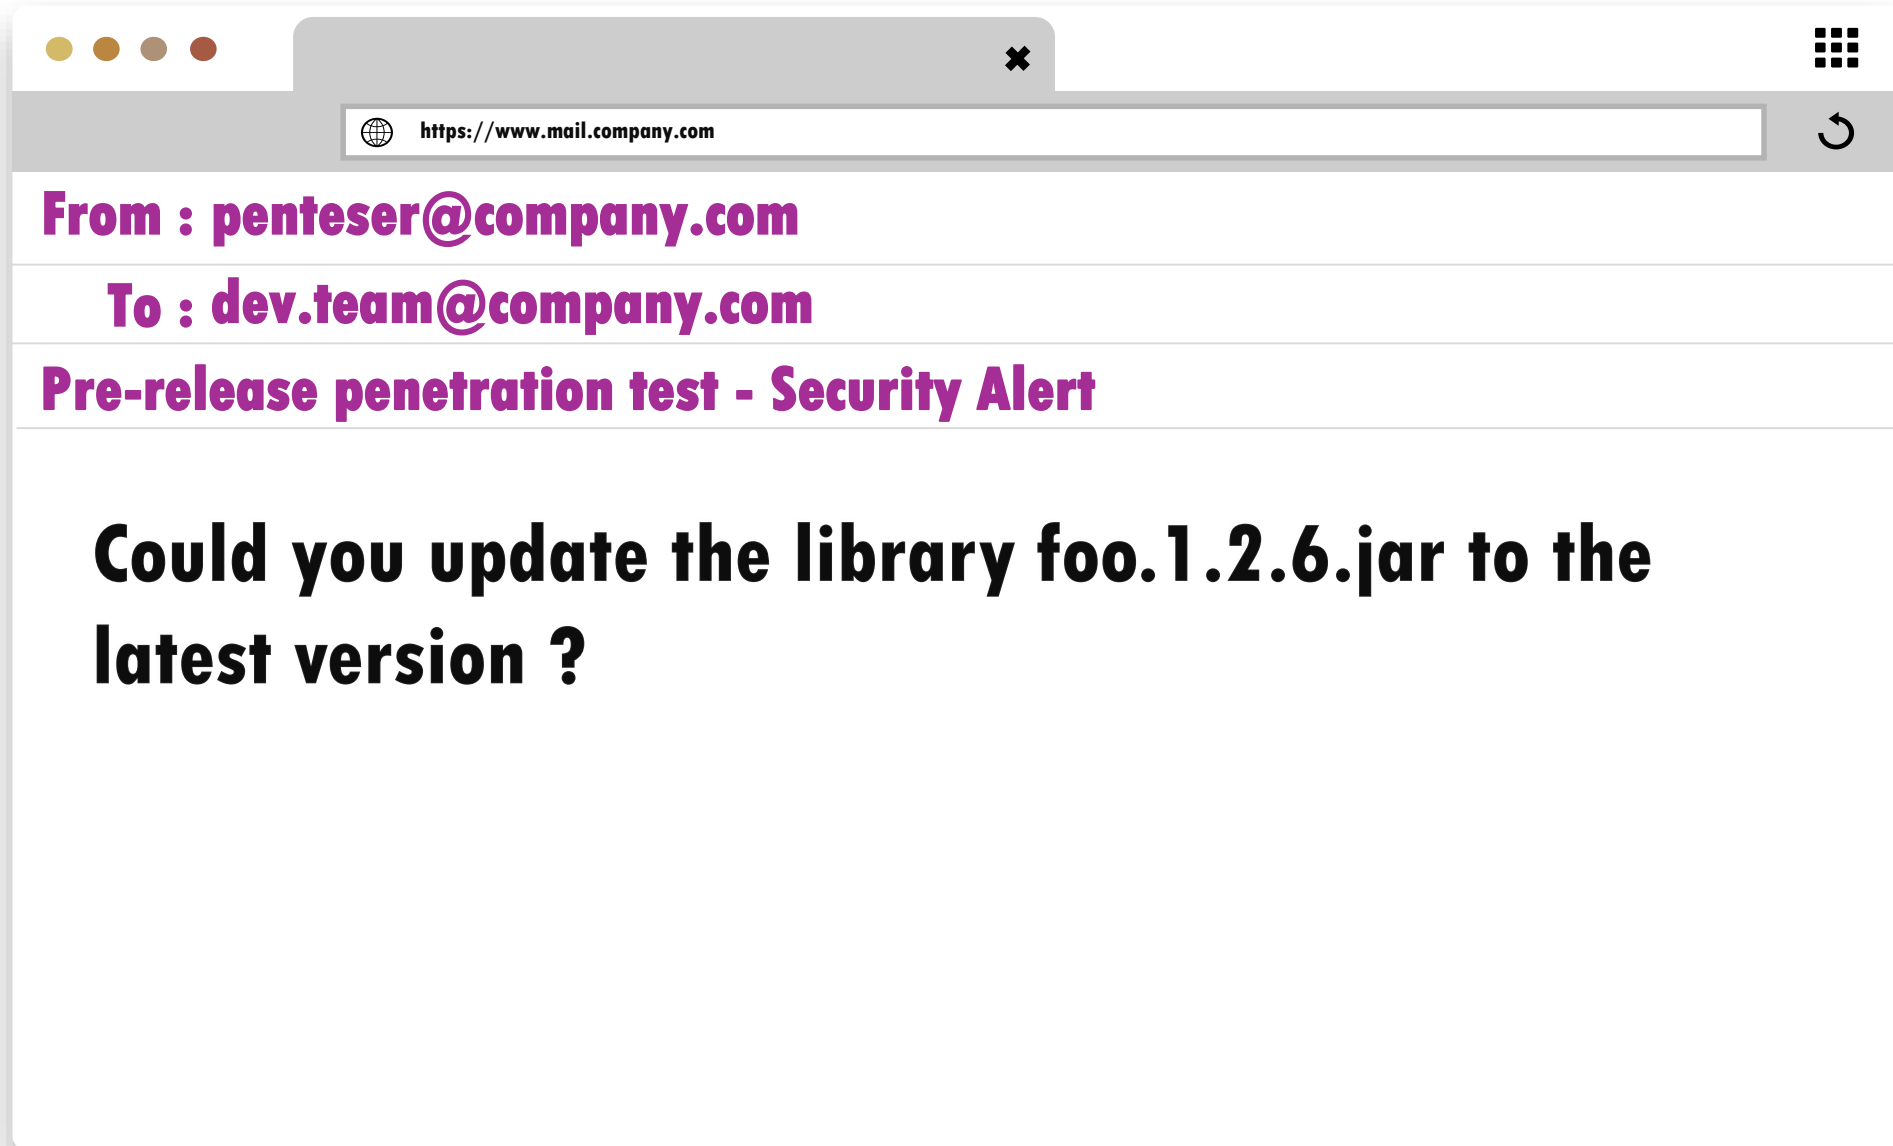 https://www.mail.company.com
From : penteser@company.com
To : dev.team@company.com
Pre-release penetration test - Security Alert
Could you update the library foo.1.2.6.jar to the
latest version ?